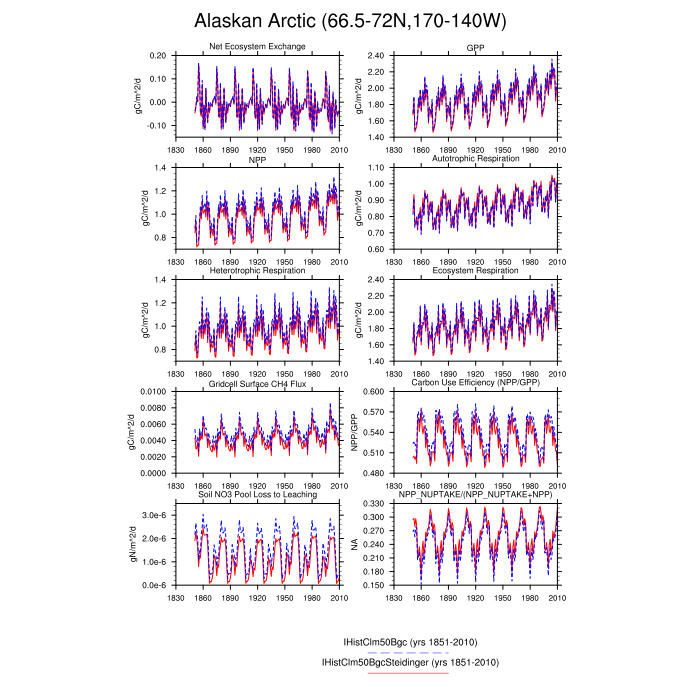 Alaskan Arctic (66.5-72N,170-140W)
Net Ecosystem Exchange
GPP
gC/m^2/d
0.20
0.10
0.00
-0.10
1830 1860 1890 1920 1950 1980 2010
gC/m^2/d
2.40
2.20
2.00
1.80
1.60
1.40
1830 1860 1890 1920 1950 1980 2010
NPP
Autotrophic Respiration
gC/m^2/d
1.4
1.2
1.0
0.8
1830 1860 1890 1920 1950 1980 2010
gC/m^2/d
1.10
1.00
0.90
0.80
0.70
0.60
1830 1860 1890 1920 1950 1980 2010
Heterotrophic Respiration
Ecosystem Respiration
gC/m^2/d
1.4
1.2
1.0
0.8
1830 1860 1890 1920 1950 1980 2010
gC/m^2/d
2.40
2.20
2.00
1.80
1.60
1.40
1830 1860 1890 1920 1950 1980 2010
Gridcell Surface CH4 Flux
Carbon Use Efficiency (NPP/GPP)
gC/m^2/d
0.0100
0.0080
0.0060
0.0040
0.0020
0.0000
1830 1860 1890 1920 1950 1980 2010
NPP/GPP
0.600
0.570
0.540
0.510
0.480
1830 1860 1890 1920 1950 1980 2010
Soil NO3 Pool Loss to Leaching
NPP_NUPTAKE/(NPP_NUPTAKE+NPP)
gN/m^2/d
3.0e-6
2.0e-6
1.0e-6
0.0e-6
1830 1860 1890 1920 1950 1980 2010
NA
0.330
0.300
0.270
0.240
0.210
0.180
0.150
1830 1860 1890 1920 1950 1980 2010
IHistClm50Bgc (yrs 1851-2010)
IHistClm50BgcSteidinger (yrs 1851-2010)